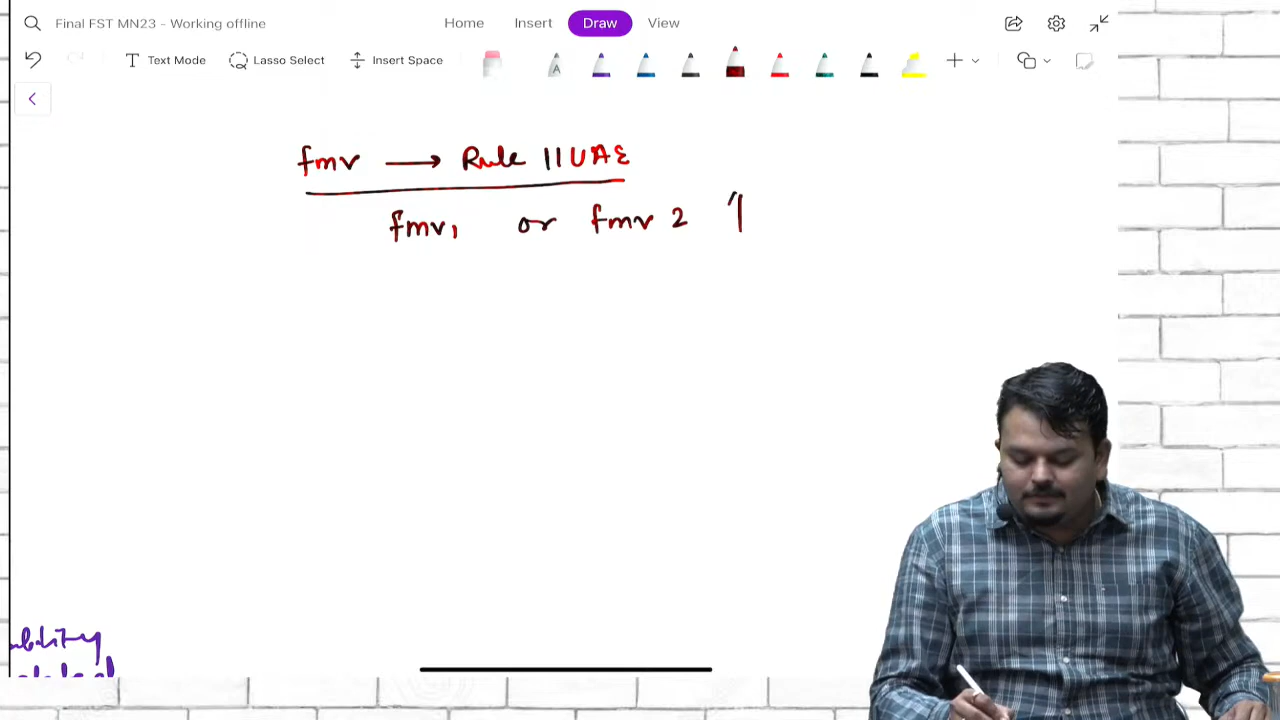 Final FST MN23 - Working offline
Home Insert Draw View
Text Mode Lasso Select Insert Space
A
fmv → Rule 11UAE
fmv1 or fmv 2 ↑